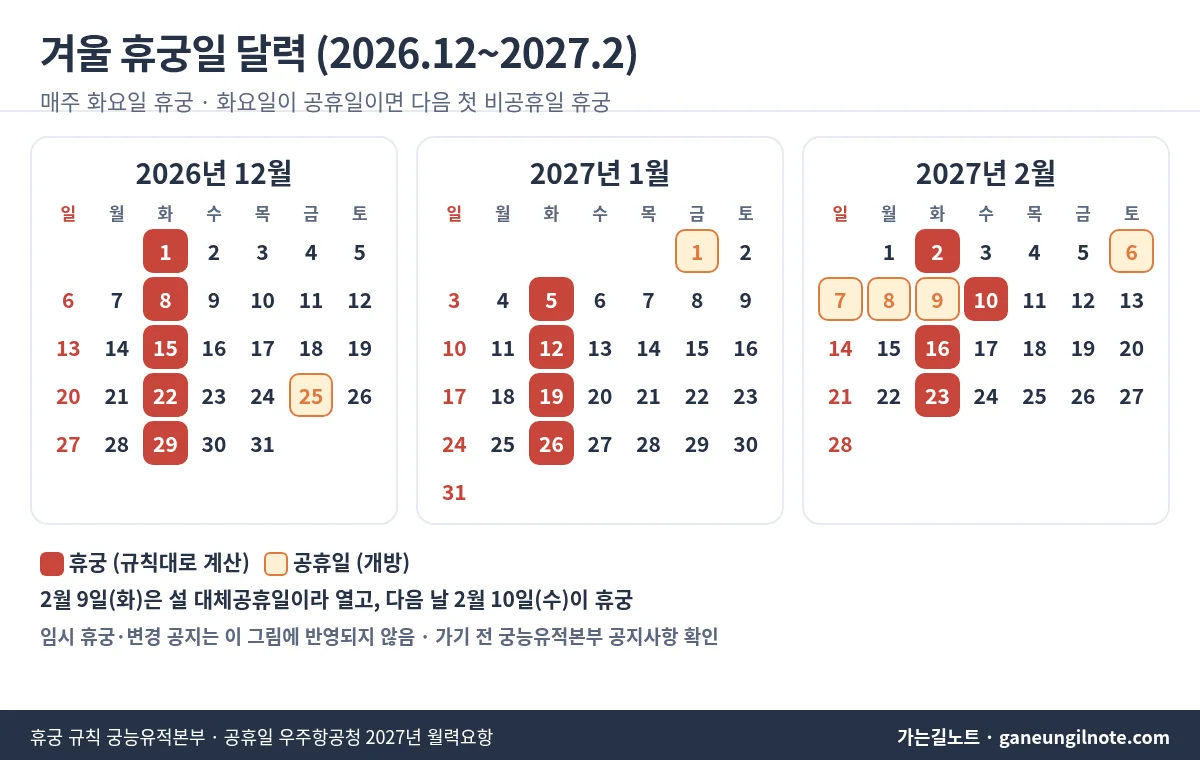 겨울 휴궁일 달력 (2026.12~2027.2)
매주 화요일 휴궁 · 화요일이 공휴일이면 다음 첫 비공휴일 휴궁
2026년 12월
일 월 화 수 목 금 토
1 2 3 4 5
6 7 8 9 10 11 12
13 14 15 16 17 18 19
20 21 22 23 24 25 26
27 28 29 30 31
2027년 1월
일 월 화 수 목 금 토
1 2
3 4 5 6 7 8 9
10 11 12 13 14 15 16
17 18 19 20 21 22 23
24 25 26 27 28 29 30
31
2027년 2월
일 월 화 수 목 금 토
1 2 3 4 5 6
7 8 9 10 11 12 13
14 15 16 17 18 19 20
21 22 23 24 25 26 27
28
휴궁 (규칙대로 계산) 공휴일 (개방)
2월 9일(화)은 설 대체공휴일이라 열고, 다음 날 2월 10일(수)이 휴궁
임시 휴궁·변경 공지는 이 그림에 반영되지 않음 · 가기 전 궁능유적본부 공지사항 확인
휴궁 규칙 궁능유적본부 · 공휴일 우주항공청 2027년 월력요항
가는길노트 · ganeungilnote.com